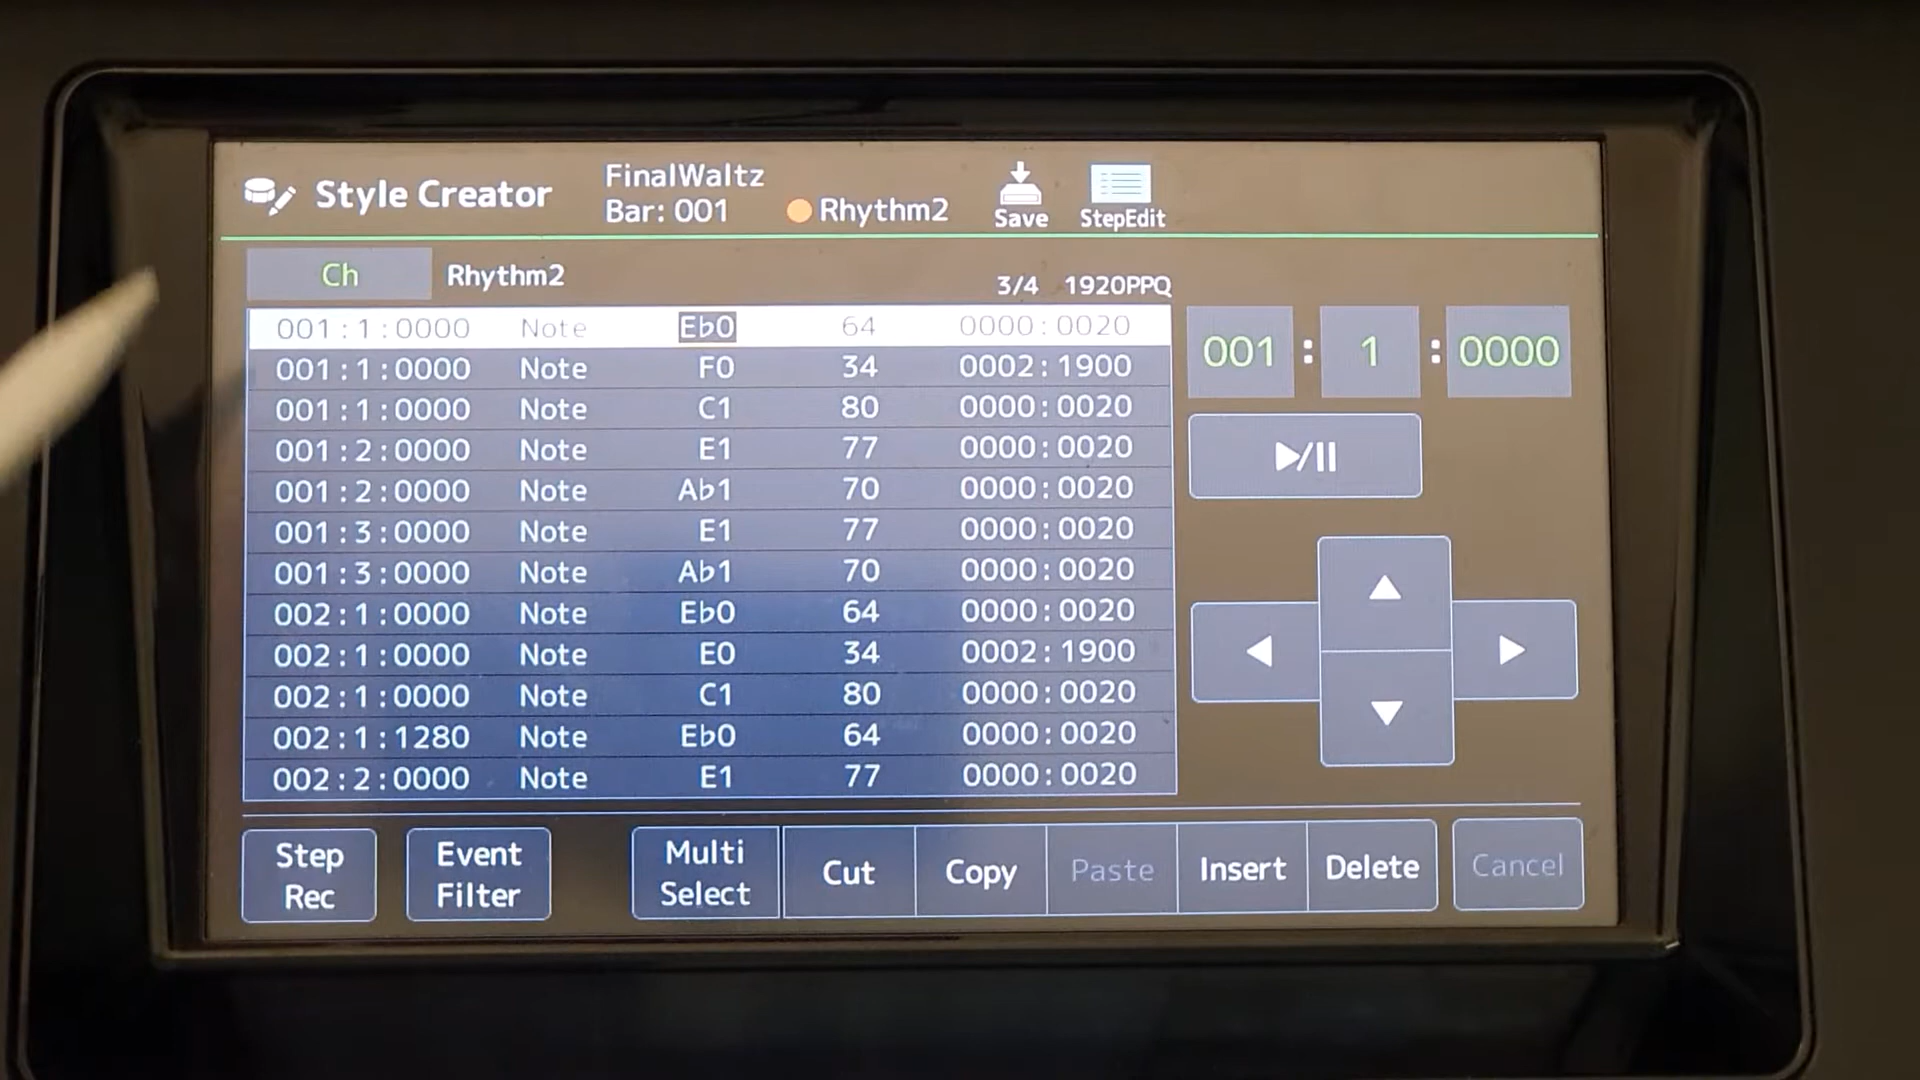 Style Creator
FinalWaltz
Bar: 001
Rhythm2
Save
StepEdit
Ch
Rhythm2
3/4 1920PPQ
001:1:0000 Note Eb0 64 0000:0020
001:1:0000 Note F0 34 0002:1900
001:1:0000 Note C1 80 0000:0020
001:2:0000 Note E1 77 0000:0020
001:2:0000 Note Ab1 70 0000:0020
001:3:0000 Note E1 77 0000:0020
001:3:0000 Note Ab1 70 0000:0020
002:1:0000 Note Eb0 64 0000:0020
002:1:0000 Note E0 34 0002:1900
002:1:0000 Note C1 80 0000:0020
002:1:1280 Note Eb0 64 0000:0020
002:2:0000 Note E1 77 0000:0020
001 : 1 : 0000
Step
Rec
Event
Filter
Multi
Select
Cut
Copy
Paste
Insert
Delete
Cancel